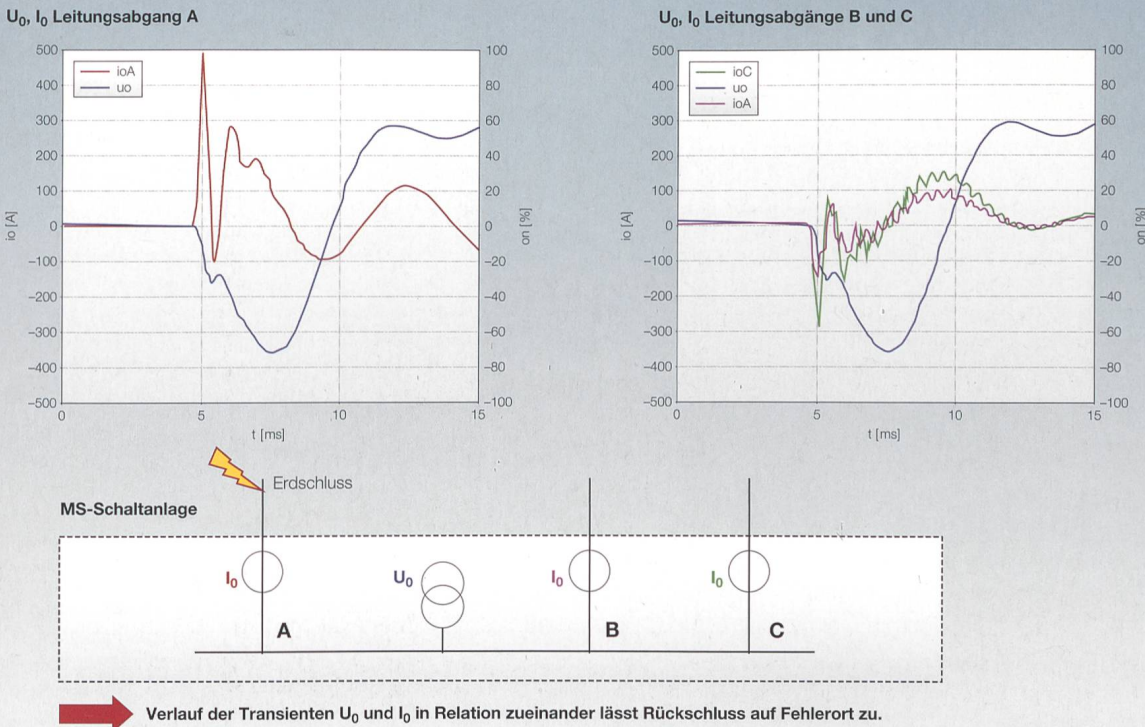 U₀, I₀ Leitungsabgang A
U₀, I₀ Leitungsabgänge B und C
ioA
uo
500
400
300
200
100
0
−100
−200
−300
−400
−500
io [A]
100
80
60
40
20
0
−20
−40
−60
−80
−100
on [%]
0
5
10
15
t [ms]
ioC
uo
ioA
500
400
300
200
100
0
−100
−200
−300
−400
−500
io [A]
100
80
60
40
20
0
−20
−40
−60
−80
−100
on [%]
0
5
10
15
t [ms]
Erdschluss
MS-Schaltanlage
I₀
U₀
I₀
I₀
A
B
C
Verlauf der Transienten U₀ und I₀ in Relation zueinander lässt Rückschluss auf Fehlerort zu.